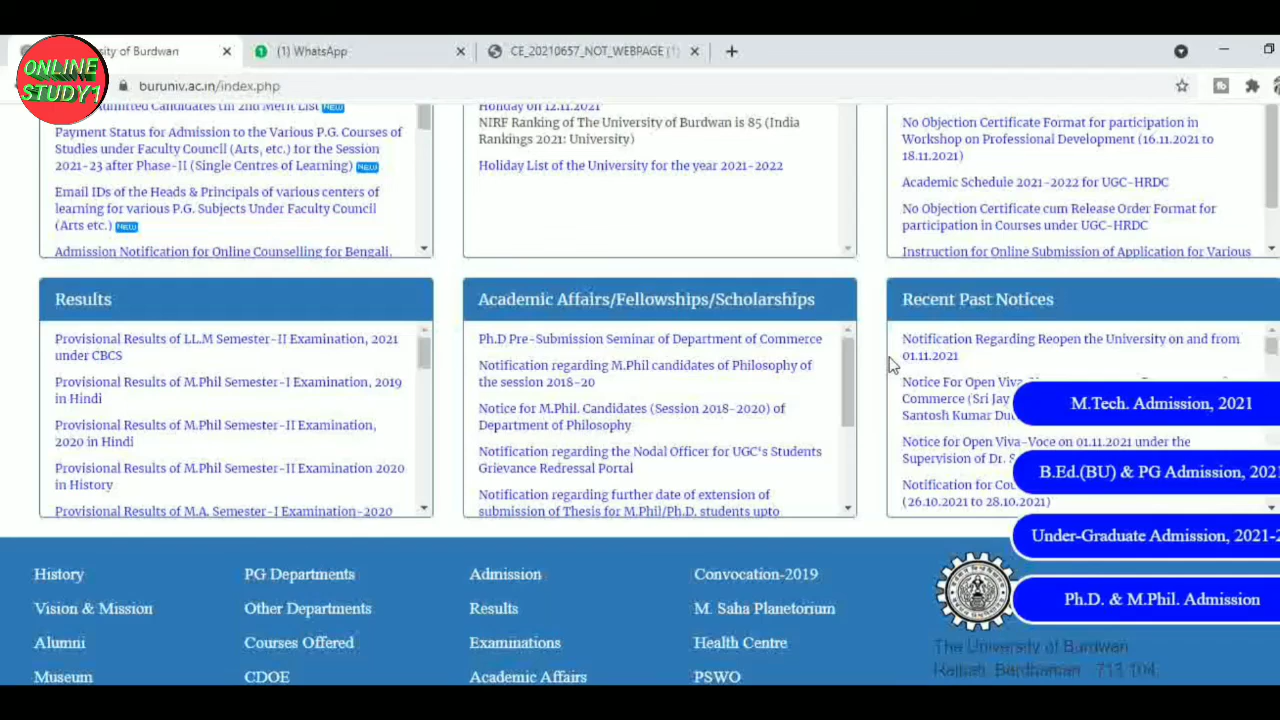 ONLINE
STUDY1
University of Burdwan
(1) WhatsApp
CE_20210657_NOT_WEBPAGE (1)
buruniv.ac.in/index.php
Admitted Candidates till 2nd Merit List NEW
Payment Status for Admission to the Various P.G. Courses of
Studies under Faculty Council (Arts, etc.) for the Session
2021-23 after Phase-II (Single Centres of Learning) NEW
Email IDs of the Heads & Principals of various centers of
learning for various P.G. Subjects Under Faculty Council
(Arts etc.) NEW
Admission Notification for Online Counselling for Bengali,
Holiday on 12.11.2021
NIRF Ranking of The University of Burdwan is 85 (India
Rankings 2021: University)
Holiday List of the University for the year 2021-2022
No Objection Certificate Format for participation in
Workshop on Professional Development (16.11.2021 to
18.11.2021)
Academic Schedule 2021-2022 for UGC-HRDC
No Objection Certificate cum Release Order Format for
participation in Courses under UGC-HRDC
Instruction for Online Submission of Application for Various
Results
Provisional Results of LL.M Semester-II Examination, 2021
under CBCS
Provisional Results of M.Phil Semester-I Examination, 2019
in Hindi
Provisional Results of M.Phil Semester-II Examination,
2020 in Hindi
Provisional Results of M.Phil Semester-II Examination 2020
in History
Provisional Results of M.A. Semester-I Examination-2020
Academic Affairs/Fellowships/Scholarships
Ph.D Pre-Submission Seminar of Department of Commerce
Notification regarding M.Phil candidates of Philosophy of
the session 2018-20
Notice for M.Phil. Candidates (Session 2018-2020) of
Department of Philosophy
Notification regarding the Nodal Officer for UGC's Students
Grievance Redressal Portal
Notification regarding further date of extension of
submission of Thesis for M.Phil/Ph.D. students upto
Recent Past Notices
Notification Regarding Reopen the University on and from
01.11.2021
Notice For Open Viva
Commerce (Sri Jay
Santosh Kumar Du
Notice for Open Viva-Voce on 01.11.2021 under the
Supervision of Dr. S
Notification for Cou
(26.10.2021 to 28.10.2021)
M.Tech. Admission, 2021
B.Ed.(BU) & PG Admission, 2021
Under-Graduate Admission, 2021-2
Ph.D. & M.Phil. Admission
History
PG Departments
Admission
Convocation-2019
Vision & Mission
Other Departments
Results
M. Saha Planetorium
Alumni
Courses Offered
Examinations
Health Centre
Museum
CDOE
Academic Affairs
PSWO
The University of Burdwan
Rajbati, Bardhaman - 713 104